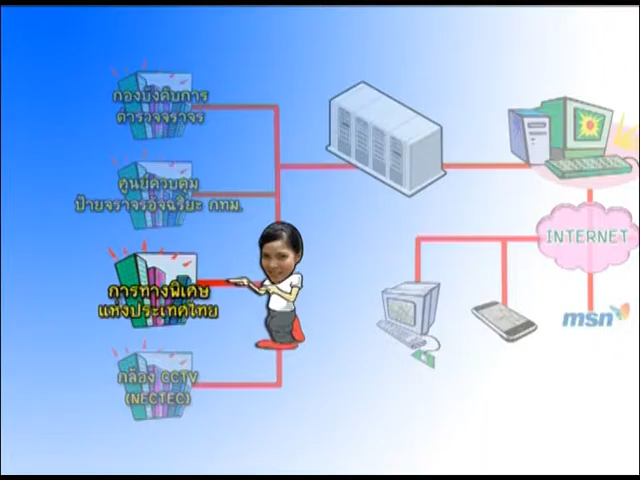 กองบังคับการ
ตำรวจจราจร
ศูนย์ควบคุม
ป้ายจราจรอัจฉริยะ กทม.
การทางพิเศษ
แห่งประเทศไทย
กล้อง CCTV
(NECTEC)
INTERNET
msn